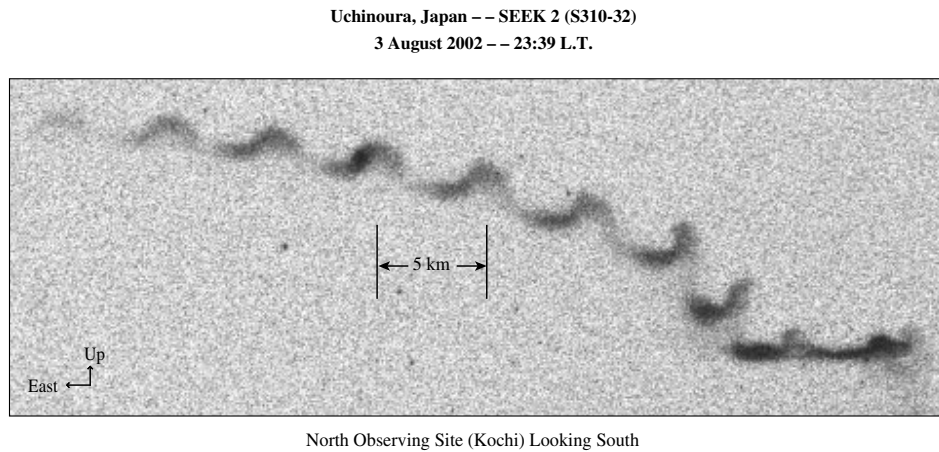 Uchinoura, Japan – – SEEK 2 (S310-32)
3 August 2002 – – 23:39 L.T.
5 km
Up
East
North Observing Site (Kochi) Looking South